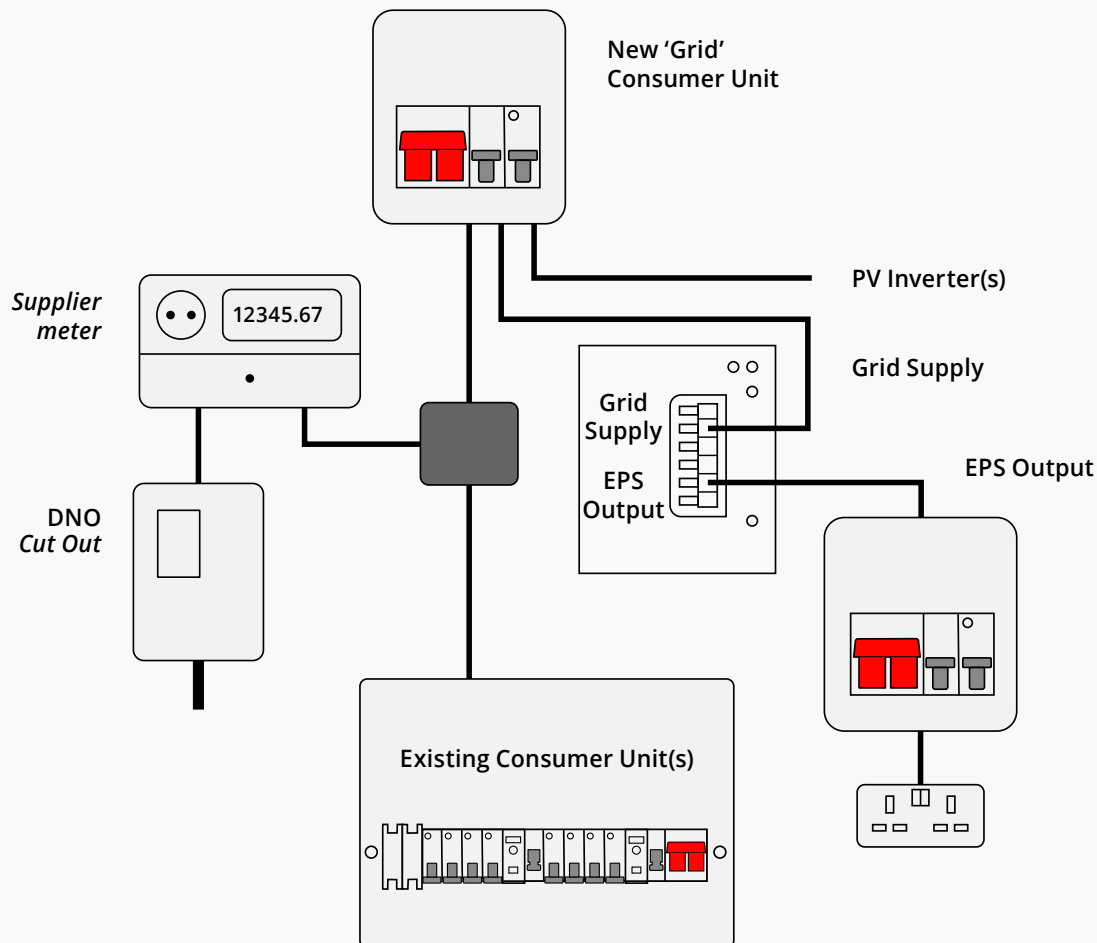 New ‘Grid’
Consumer Unit
Supplier
meter
12345.67
PV Inverter(s)
Grid Supply
Grid
Supply
EPS
Output
EPS Output
DNO
Cut Out
Existing Consumer Unit(s)